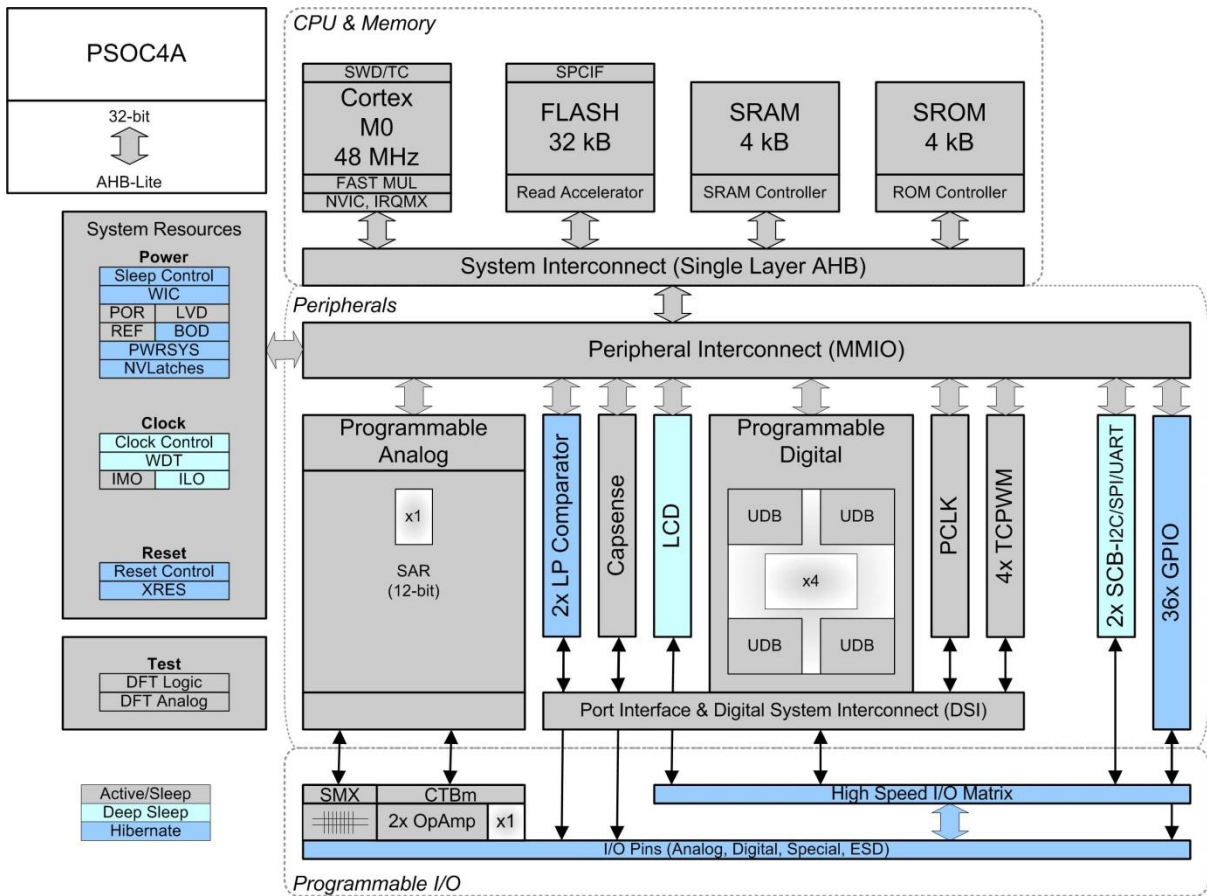 PSOC4A
32-bit
AHB-Lite
CPU & Memory
SWD/TC
Cortex
M0
48 MHz
FAST MUL
NVIC, IRQMX
SPCIF
FLASH
32 kB
Read Accelerator
SRAM
4 kB
SRAM Controller
SROM
4 kB
ROM Controller
System Interconnect (Single Layer AHB)
System Resources
Power
Sleep Control
WIC
POR LVD
REF BOD
PWRSYS
NVLatches
Clock
Clock Control
WDT
IMO ILO
Reset
Reset Control
XRES
Test
DFT Logic
DFT Analog
Peripherals
Peripheral Interconnect (MMIO)
Programmable
Analog
x1
SAR
(12-bit)
2x LP Comparator
Capsense
LCD
Programmable
Digital
UDB UDB
x4
UDB UDB
PCLK
4x TCPWM
2x SCB-I2C/SPI/UART
36x GPIO
Port Interface & Digital System Interconnect (DSI)
Active/Sleep
Deep Sleep
Hibernate
SMX CTBm
2x OpAmp x1
High Speed I/O Matrix
I/O Pins (Analog, Digital, Special, ESD)
Programmable I/O